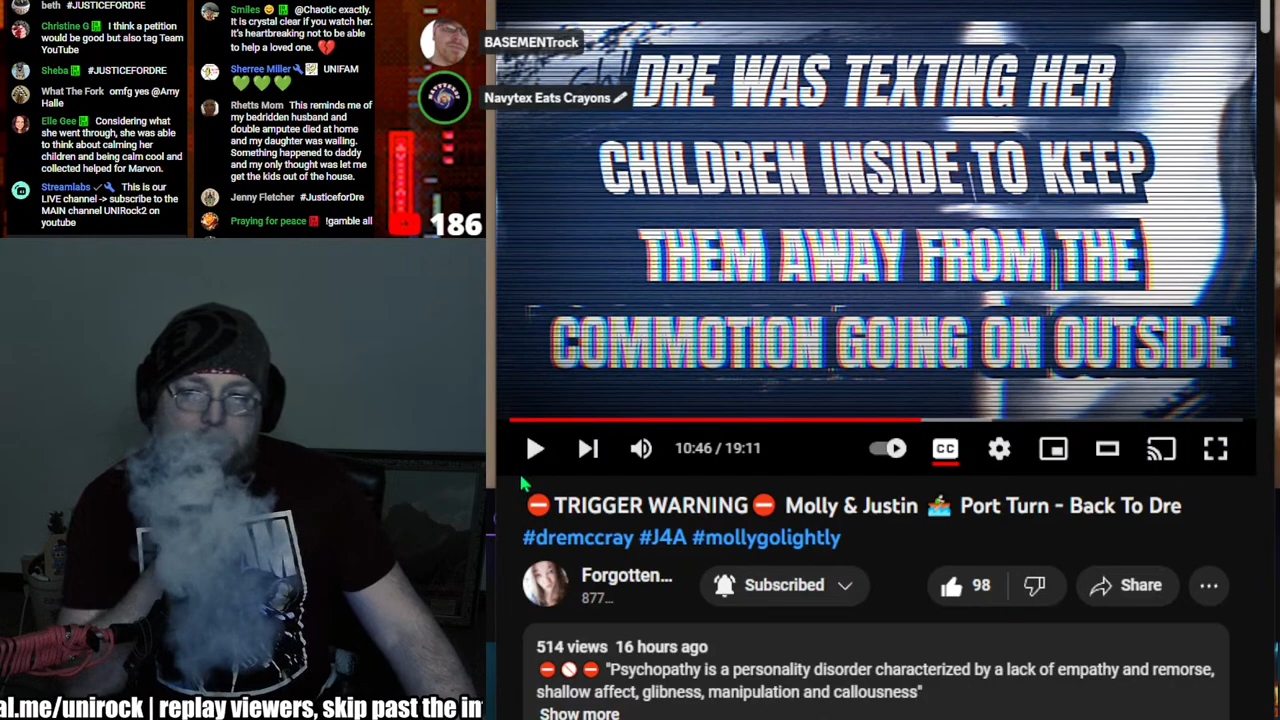 beth #JUSTICEFORDRE
Christine G I think a petition
would be good but also tag Team
YouTube
Sheba #JUSTICEFORDRE
What The Fork omfg yes @Amy
Halle
Elle Gee Considering what
she went through, she was able
to think about calming her
children and being calm cool and
collected helped for Marvon.
Streamlabs This is our
LIVE channel -> subscribe to the
MAIN channel UNIRock2 on
youtube
Smiles @Chaotic exactly.
It is crystal clear if you watch her.
It's heartbreaking not to be able
to help a loved one.
Sherree Miller UNIFAM
Rhetts Mom This reminds me of
my bedridden husband and
double amputee died at home
and my daughter was wailing.
Something happened to daddy
and my only thought was let me
get the kids out of the house.
Jenny Fletcher #JusticeforDre
Praying for peace !gamble all
BASEMENTrock
Navytex Eats Crayons
186
DRE WAS TEXTING HER
CHILDREN INSIDE TO KEEP
THEM AWAY FROM THE
COMMOTION GOING ON OUTSIDE
10:46 / 19:11
CC
⛔TRIGGER WARNING⛔ Molly & Justin 🚣 Port Turn - Back To Dre
#dremccray #J4A #mollygolightly
Forgotten...
877...
Subscribed
98
Share
514 views 16 hours ago
⛔🚫⛔ "Psychopathy is a personality disorder characterized by a lack of empathy and remorse,
shallow affect, glibness, manipulation and callousness"
Show more
al.me/unirock | replay viewers, skip past the in